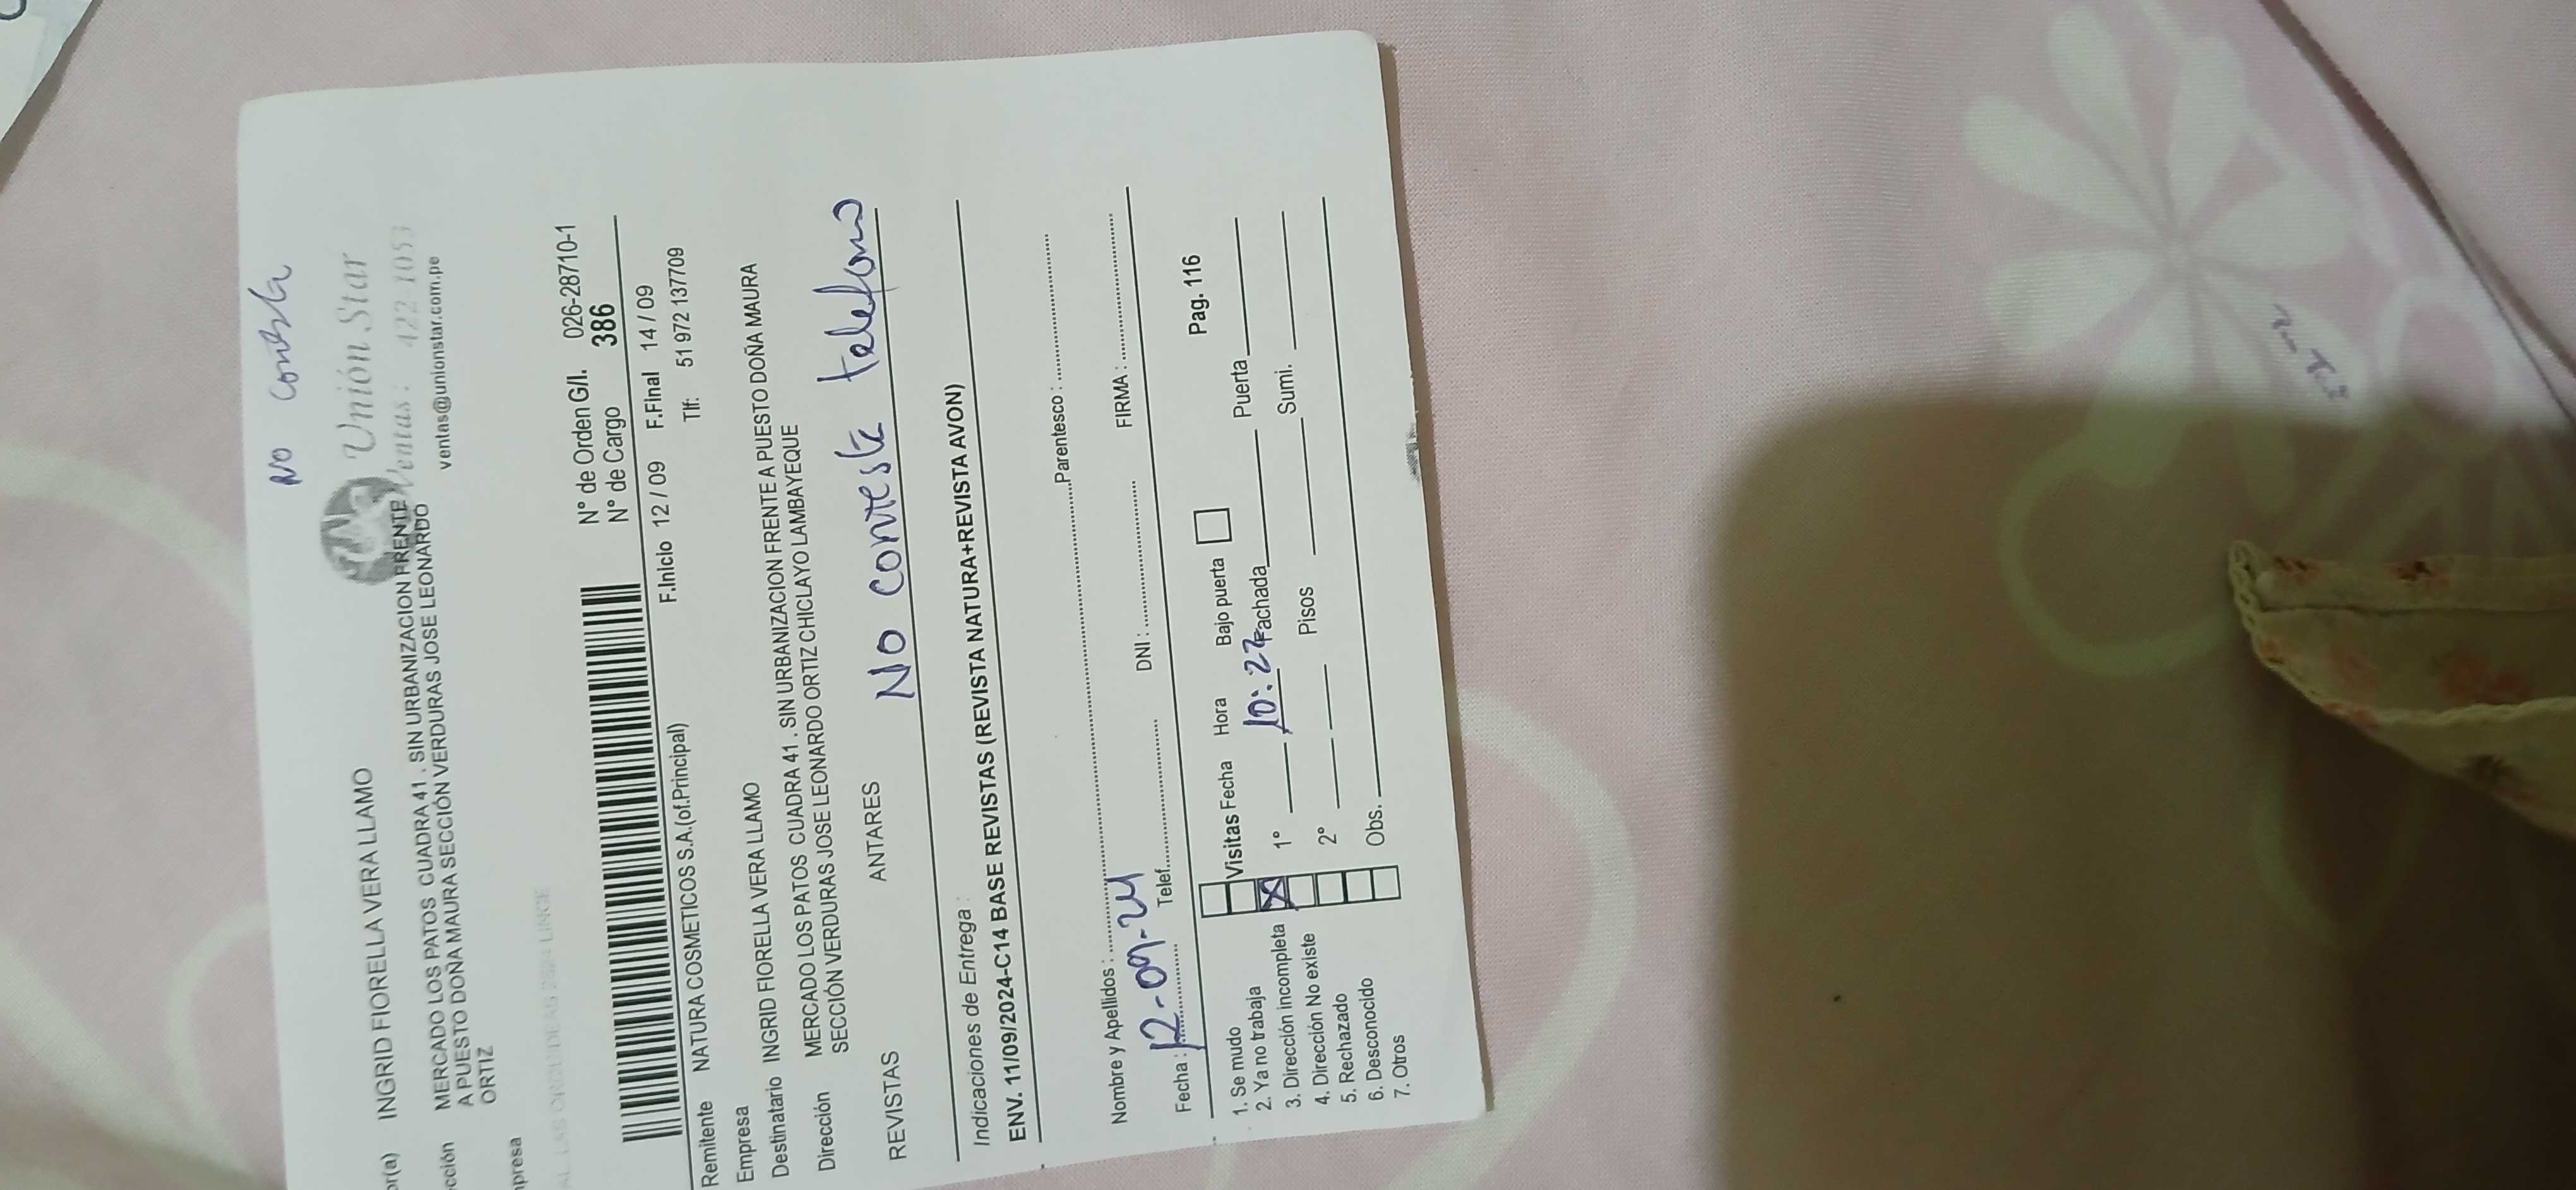 No contesta
Unión Star
Ventas : 422 1053
ventas@unionstar.com.pe
or(a) INGRID FIORELLA VERA LLAMO
cción MERCADO LOS PATOS CUADRA 41 . SIN URBANIZACION FRENTE
A PUESTO DOÑA MAURA SECCIÓN VERDURAS JOSE LEONARDO
ORTIZ
presa
N° de Orden G/I. 026-28710-1
N° de Cargo 386
F.Inicio 12 / 09 F.Final 14 / 09
Tlf: 51 972 137709
Remitente NATURA COSMETICOS S.A.(of.Principal)
Empresa
Destinatario INGRID FIORELLA VERA LLAMO
Dirección MERCADO LOS PATOS CUADRA 41 . SIN URBANIZACION FRENTE A PUESTO DOÑA MAURA
SECCIÓN VERDURAS JOSE LEONARDO ORTIZ CHICLAYO LAMBAYEQUE
REVISTAS ANTARES No contesta telefono
Indicaciones de Entrega :
ENV. 11/09/2024-C14 BASE REVISTAS (REVISTA NATURA+REVISTA AVON)
Nombre y Apellidos : Parentesco :
Fecha : 12-09-24 Telef. DNI : FIRMA :
Pag. 116
1. Se mudo Visitas Fecha Hora Bajo puerta Puerta
2. Ya no trabaja 1° 10:27 Fachada
3. Dirección incompleta X Pisos Sumi.
4. Dirección No existe 2°
5. Rechazado
6. Desconocido Obs.
7. Otros